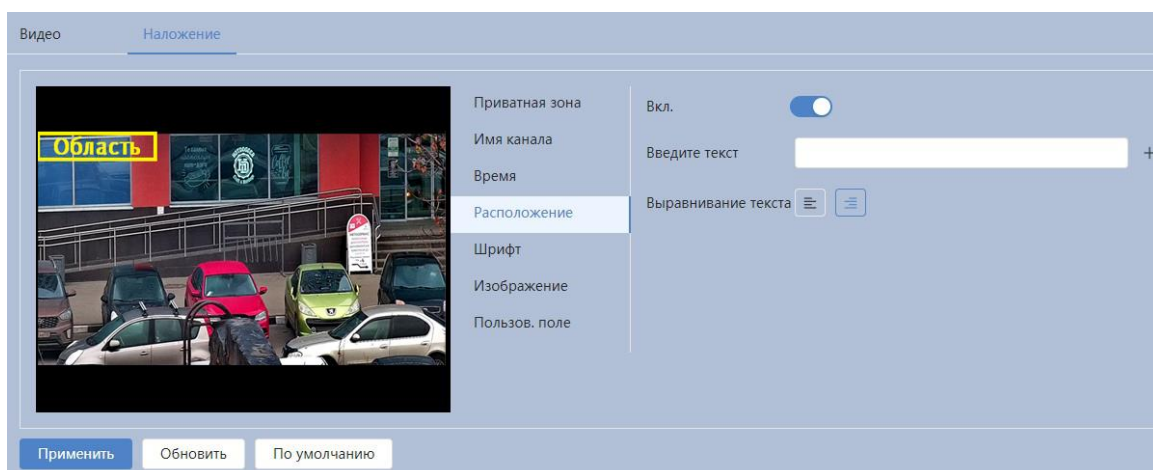 Видео Наложение
Область
Приватная зона
Имя канала
Время
Расположение
Шрифт
Изображение
Пользов. поле
Вкл.
Введите текст +
Выравнивание текста
Применить Обновить По умолчанию